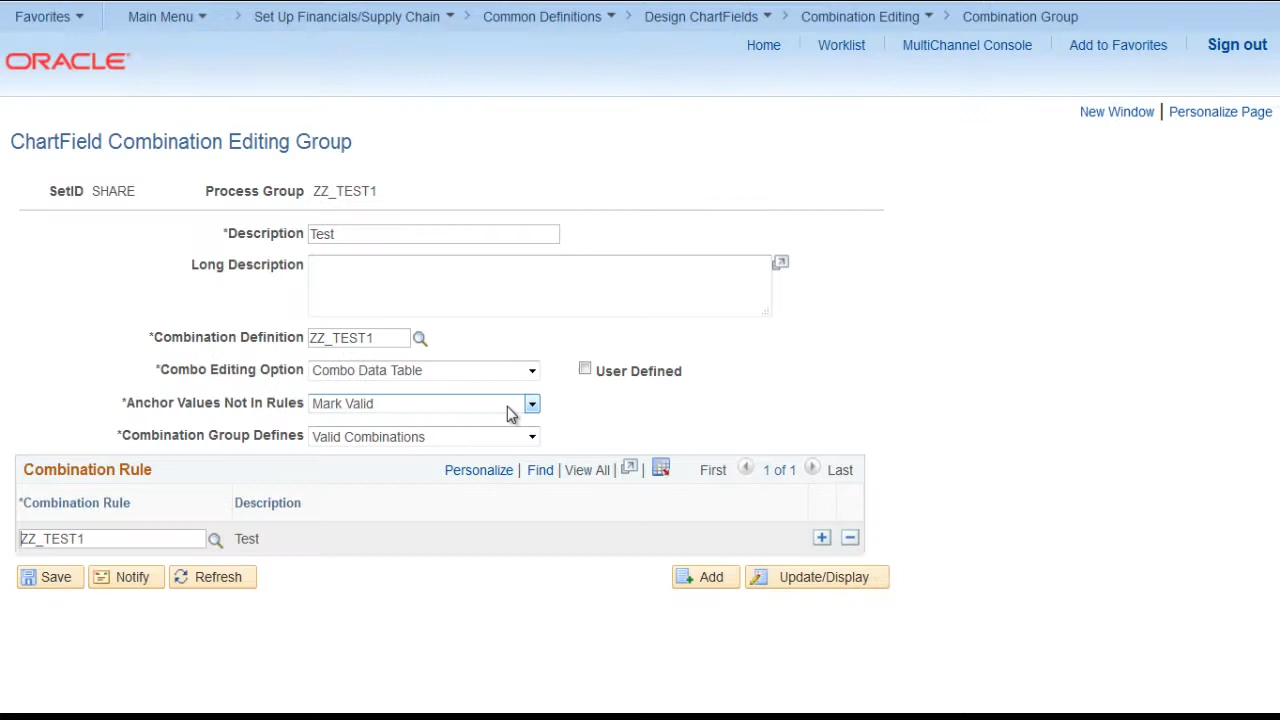 Favorites Main Menu Set Up Financials/Supply Chain Common Definitions Design ChartFields Combination Editing Combination Group
Home Worklist MultiChannel Console Add to Favorites Sign out
ORACLE
New Window | Personalize Page
ChartField Combination Editing Group
SetID SHARE Process Group ZZ_TEST1
*Description Test
Long Description
*Combination Definition ZZ_TEST1
*Combo Editing Option Combo Data Table User Defined
*Anchor Values Not In Rules Mark Valid
*Combination Group Defines Valid Combinations
Combination Rule Personalize | Find | View All | | First 1 of 1 Last
*Combination Rule Description
ZZ_TEST1 Test
Save Notify Refresh Add Update/Display